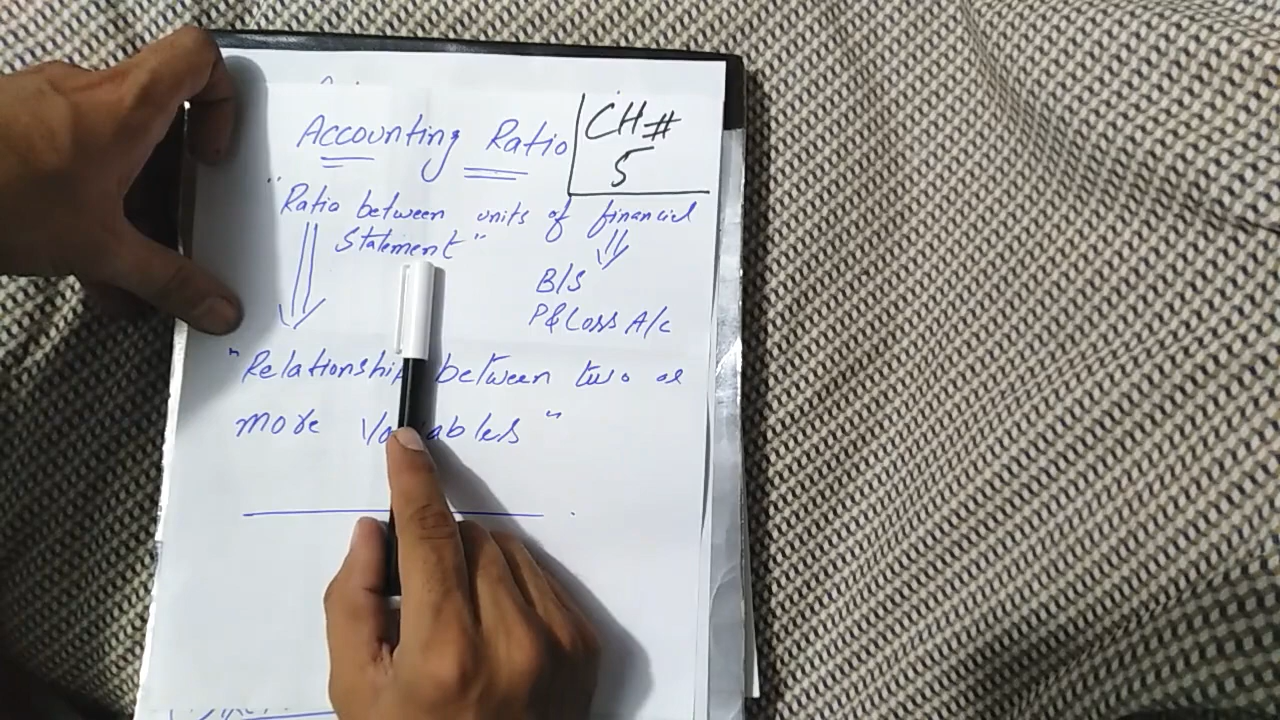 Accounting Ratio
CH#
5
"Ratio between units of financial
Statement"
B/S
P&Loss A/c
"Relationship between two or
more Variables"